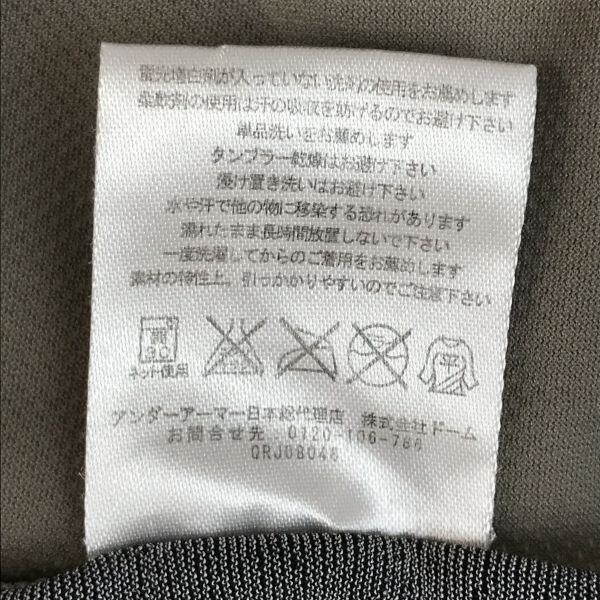 蛍光増白剤が入っていない洗剤の使用をお薦めします
柔軟剤の使用は汗の吸収を妨げるのでお避け下さい
単品洗いをお薦めします
タンブラー乾燥はお避け下さい
浸け置き洗いはお避け下さい
水や汗で他の物に移染する恐れがあります
濡れたまま長時間放置しないで下さい
一度洗濯してからのご着用をお薦めします
素材の特性上、引っかかりやすいのでご注意下さい
30
平
ネット使用
アンダーアーマー日本総代理店 株式会社ドーム
お問合せ先 0120-106-786
QRJ08048